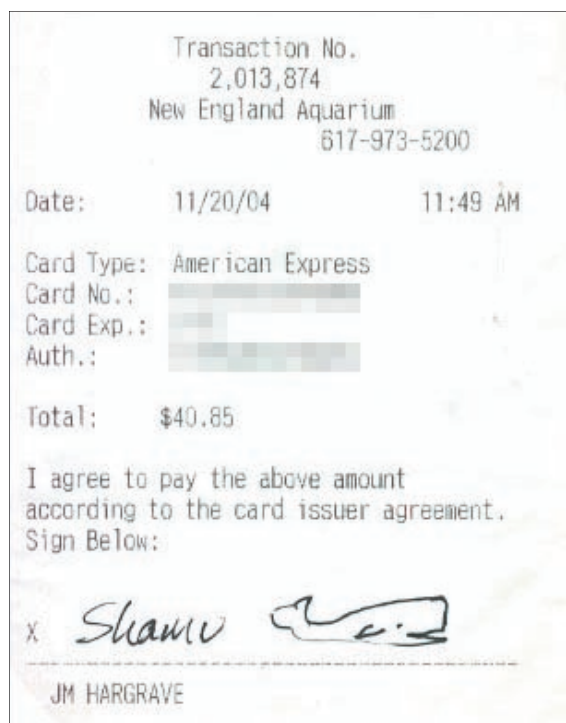 Transaction No.
2,013,874
New England Aquarium
617-973-5200
Date: 11/20/04 11:49 AM
Card Type: American Express
Card No.:
Card Exp.:
Auth.:
Total: $40.85
I agree to pay the above amount
according to the card issuer agreement.
Sign Below:
X Shamu
JM HARGRAVE